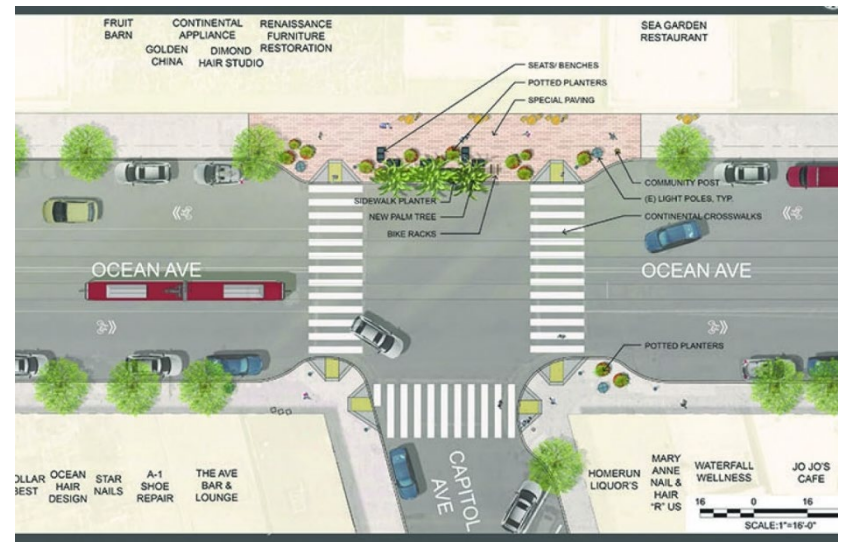 FRUIT
BARN
CONTINENTAL
APPLIANCE
RENAISSANCE
FURNITURE
RESTORATION
GOLDEN
CHINA
DIMOND
HAIR STUDIO
SEA GARDEN
RESTAURANT
SEATS/ BENCHES
POTTED PLANTERS
SPECIAL PAVING
SIDEWALK PLANTER
NEW PALM TREE
BIKE RACKS
COMMUNITY POST
(E) LIGHT POLES, TYP.
CONTINENTAL CROSSWALKS
OCEAN AVE
OCEAN AVE
POTTED PLANTERS
CAPITOL
AVE
OLLAR
BEST
OCEAN
HAIR
DESIGN
STAR
NAILS
A-1
SHOE
REPAIR
THE AVE
BAR &
LOUNGE
HOMERUN
LIQUOR'S
MARY
ANNE
NAIL &
HAIR
"R" US
WATERFALL
WELLNESS
JO JO'S
CAFE
16 0 16
SCALE:1"=16'-0"